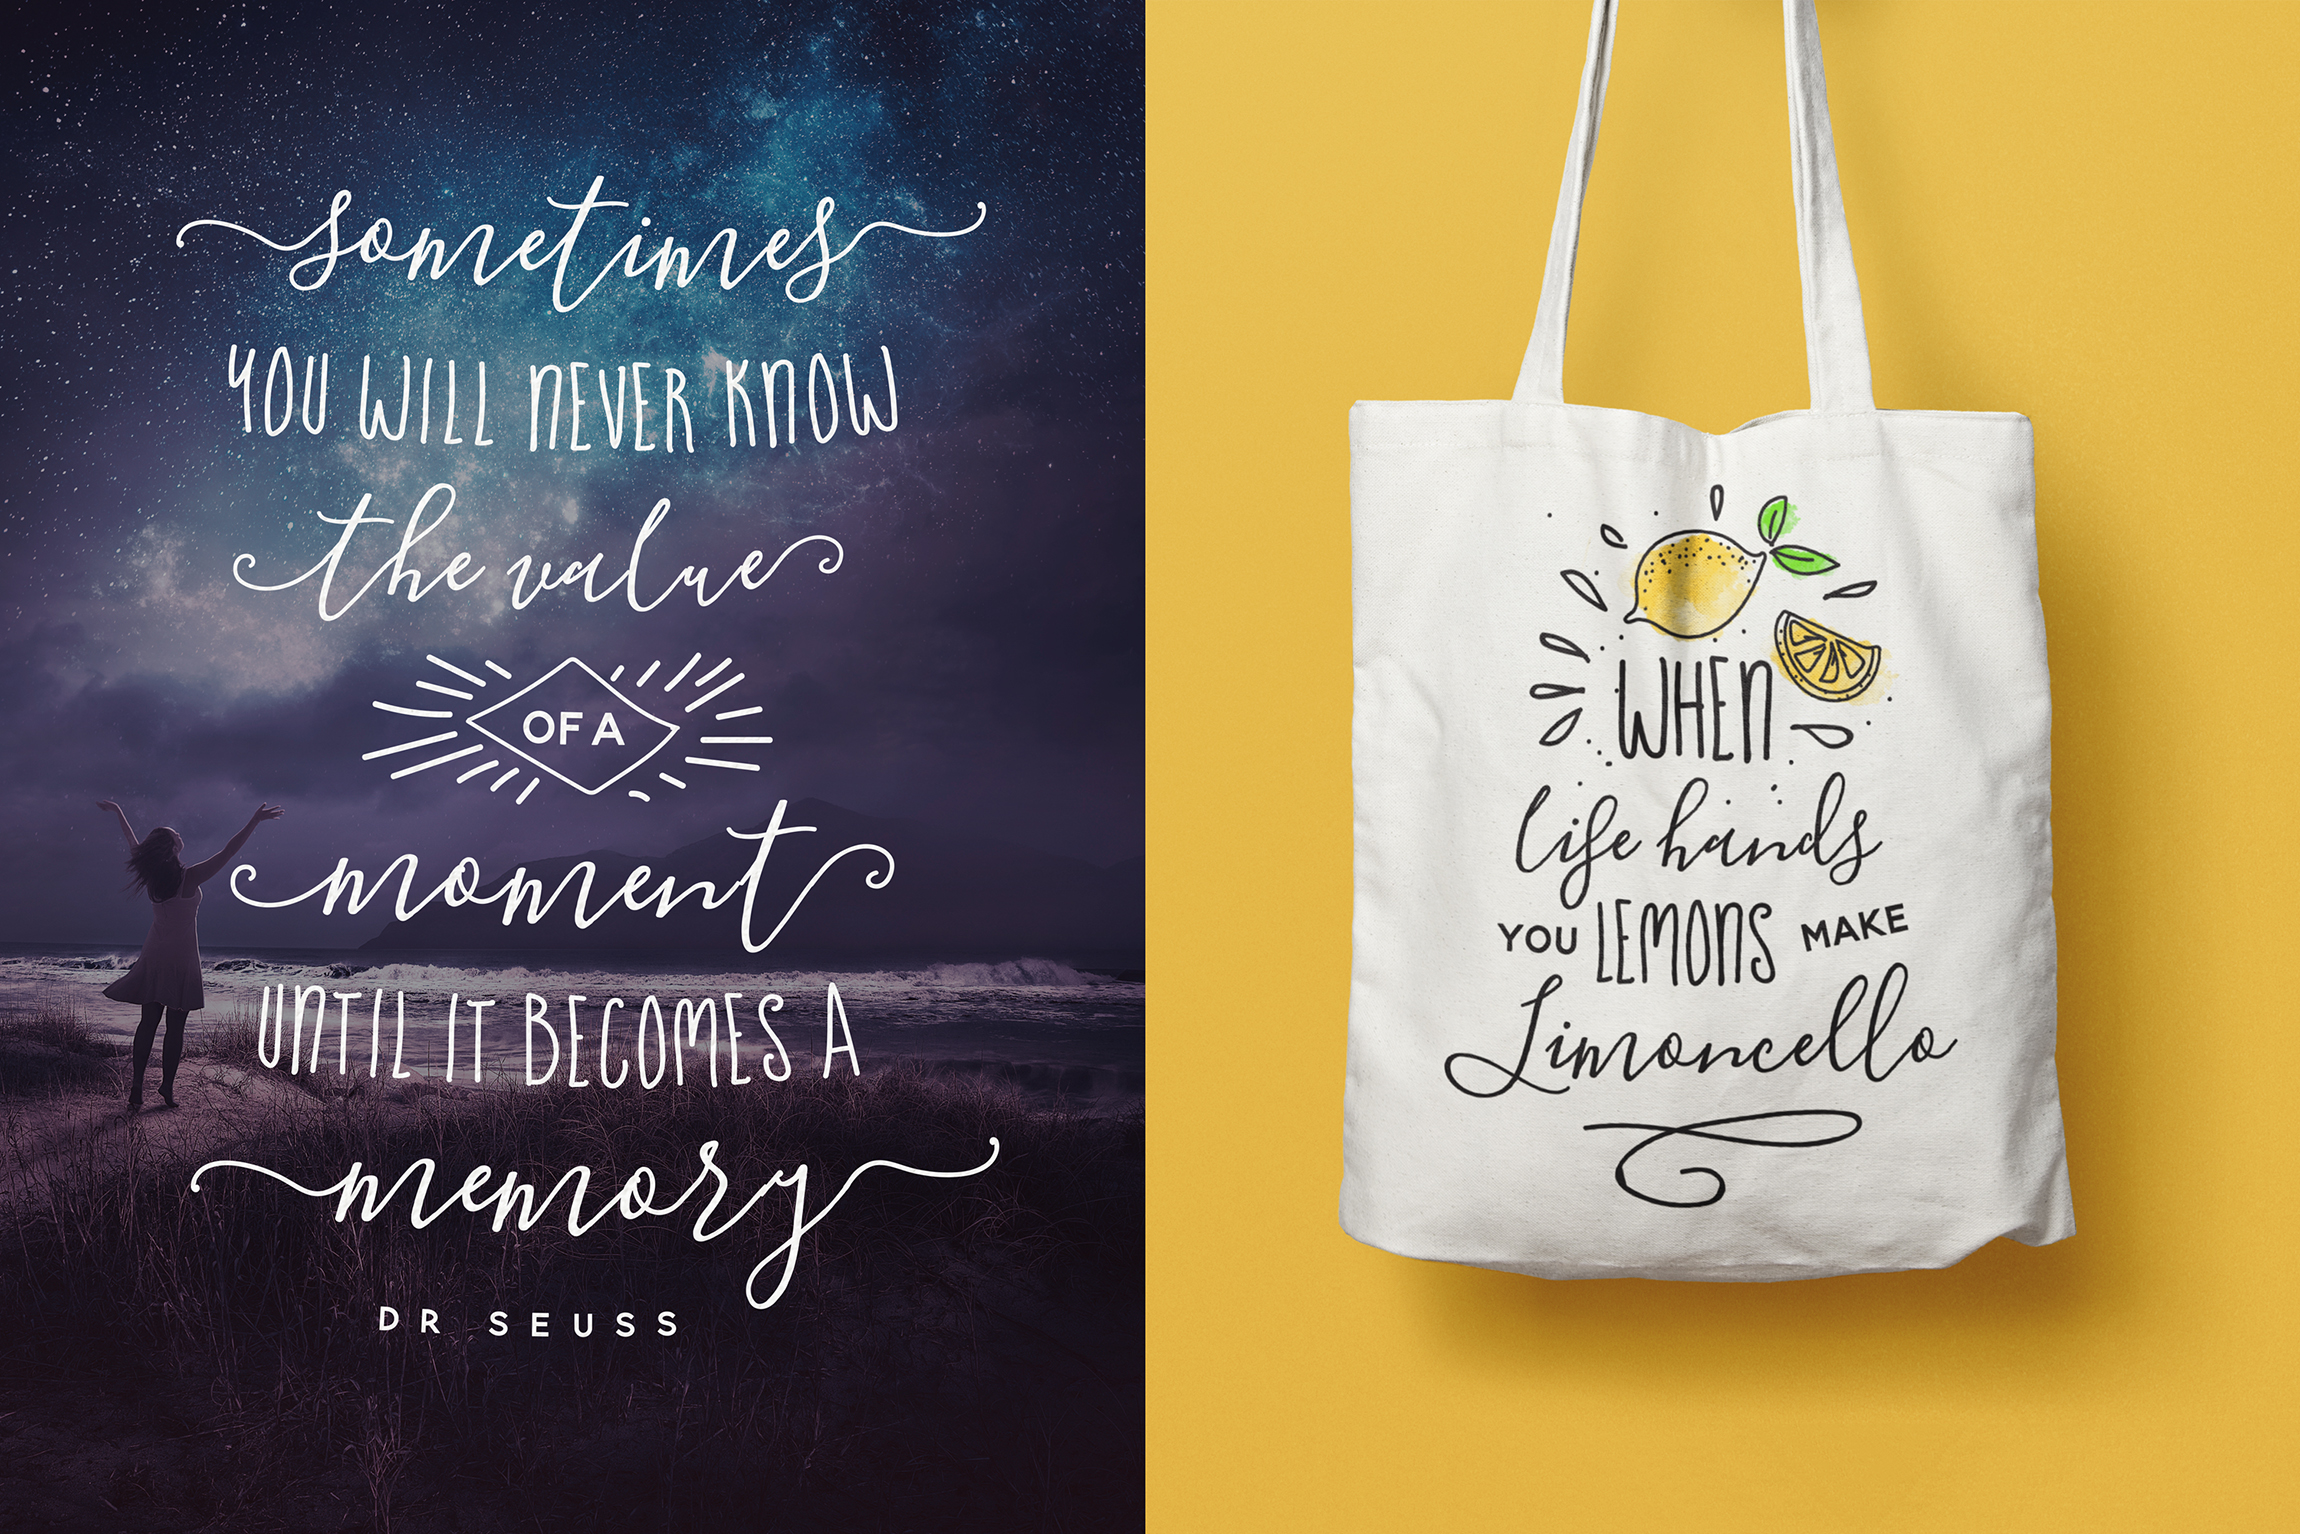 sometimes
YOU WILL NEVER KNOW
the value
OF A
moment
UNTIL IT BECOMES A
memory
DR SEUSS
WHEN
life hands
YOU LEMONS MAKE
Limoncello